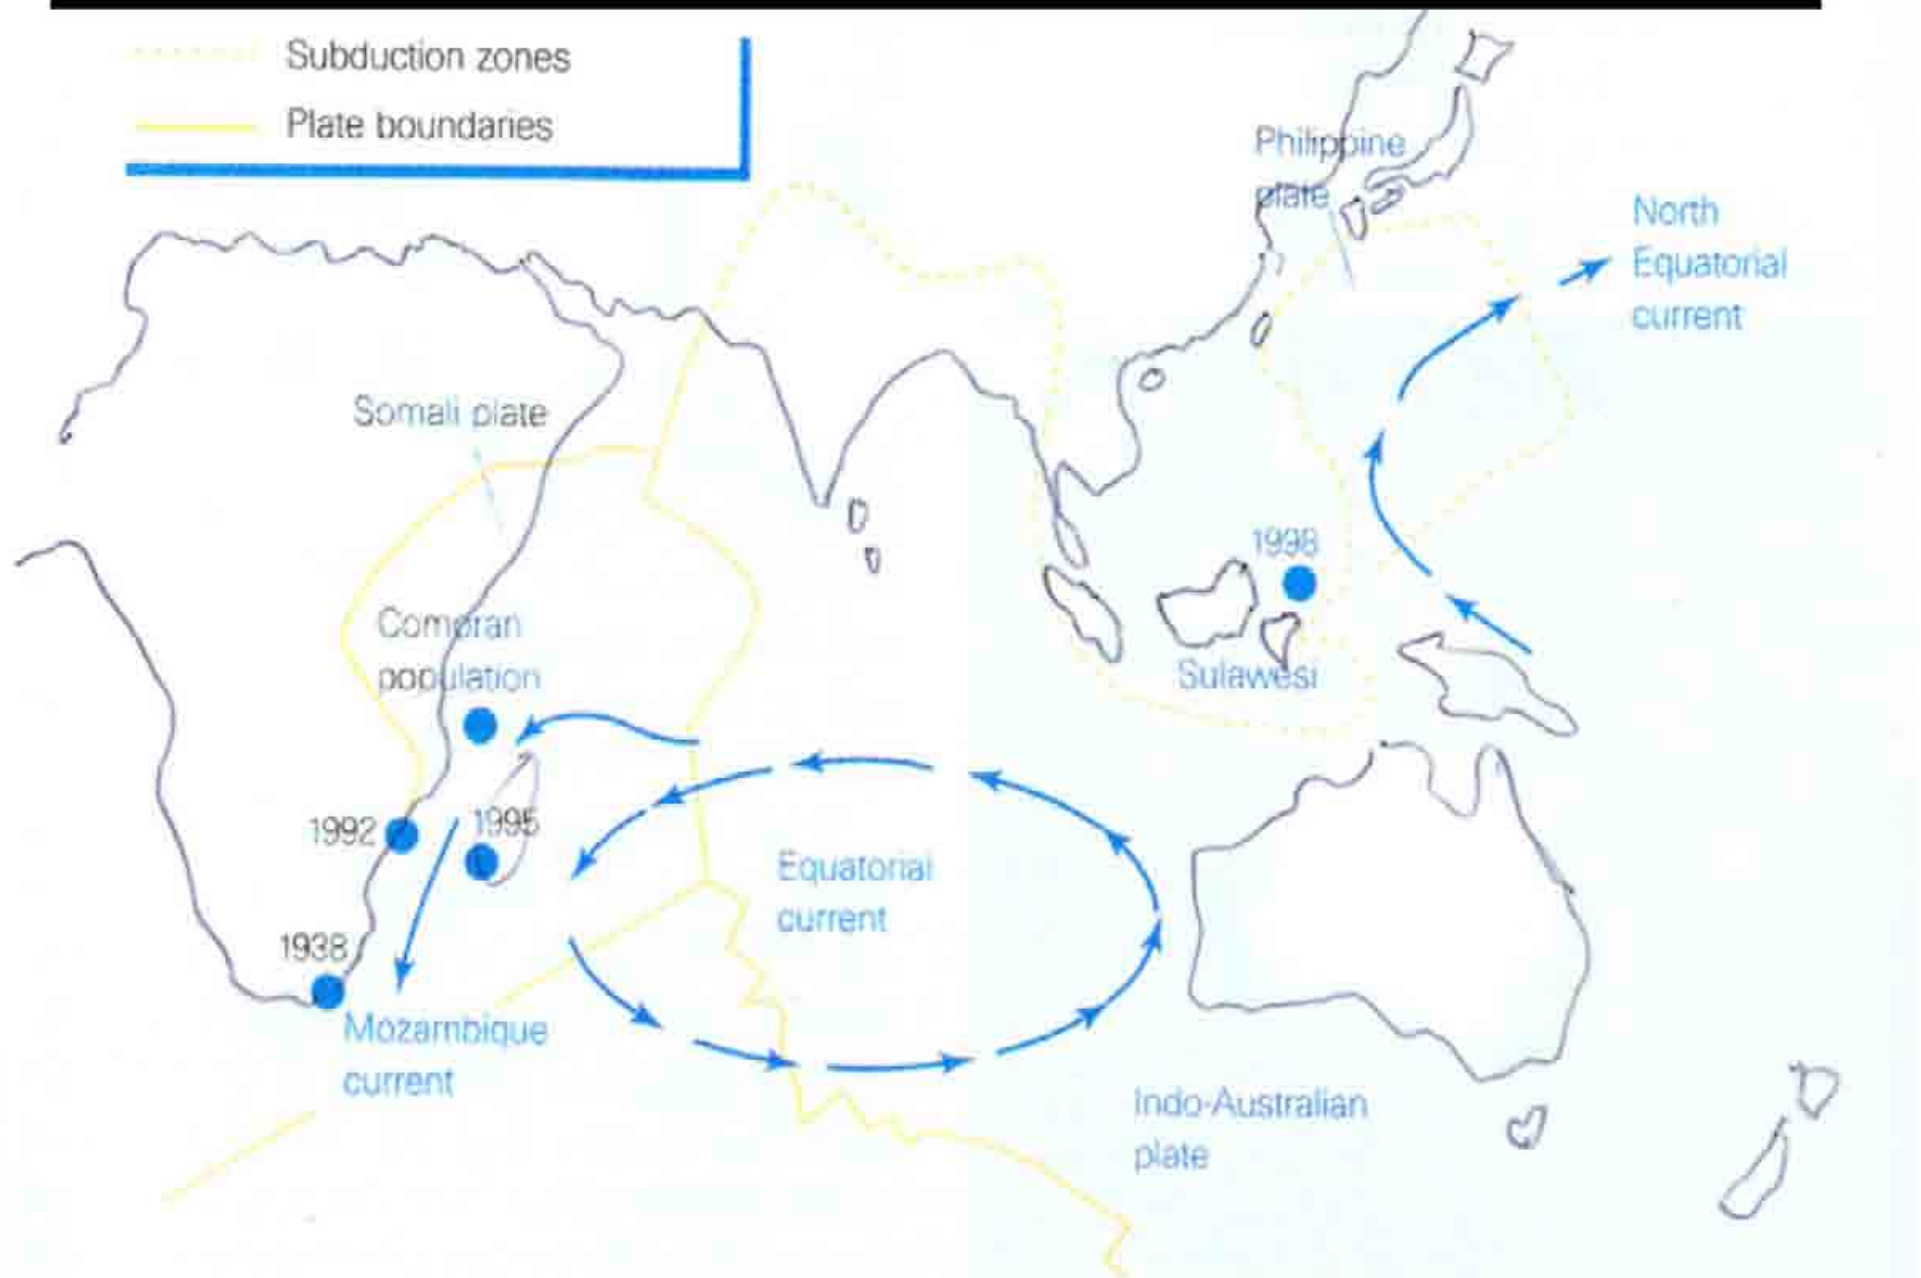 Subduction zones
Plate boundaries
Philippine
plate
North
Equatorial
current
Somali plate
1998
Comoran
population
Sulawesi
1992
1995
Equatorial
current
1938
Mozambique
current
Indo-Australian
plate